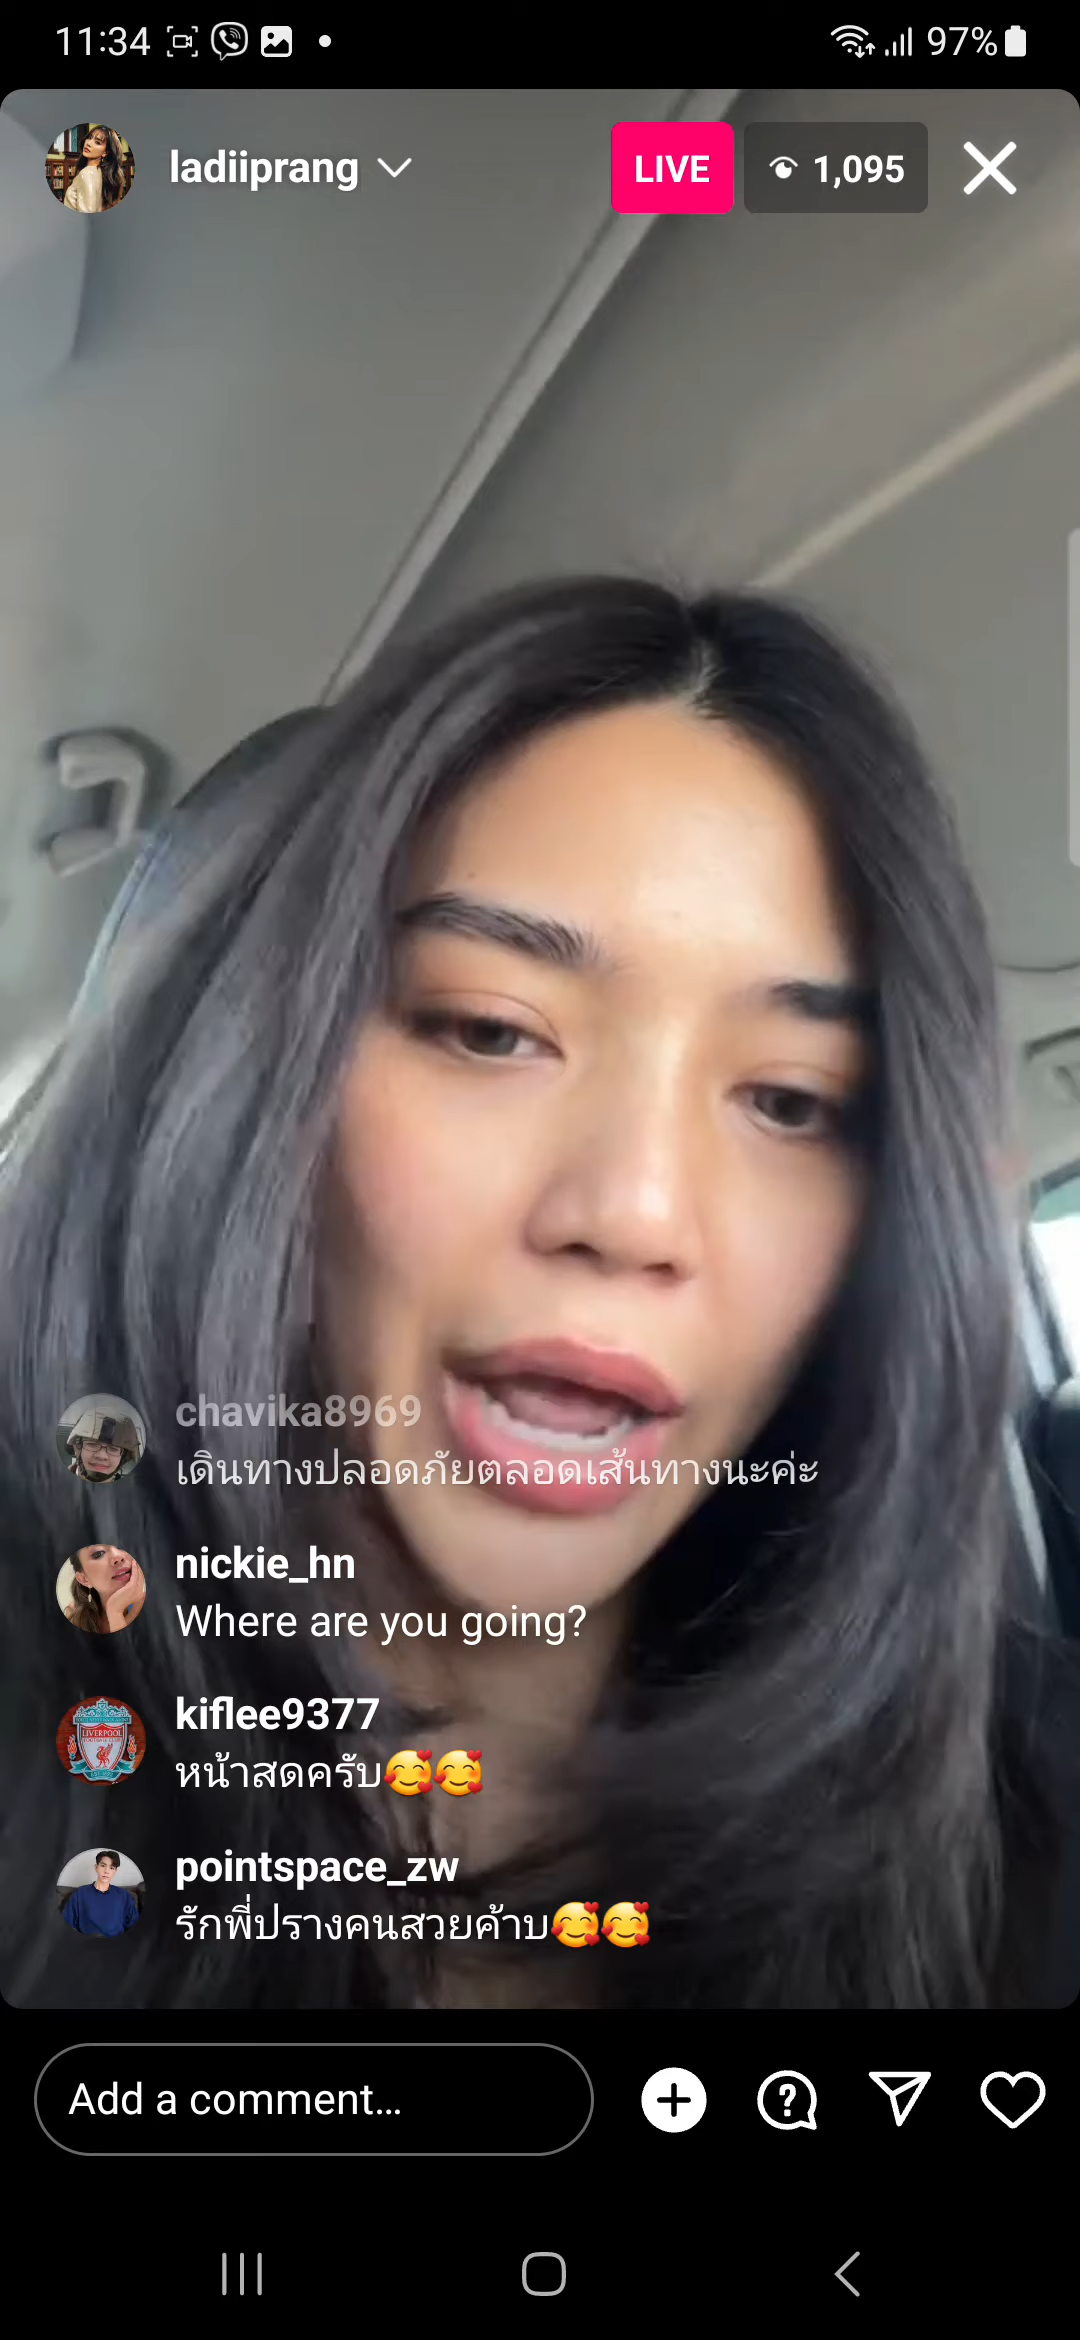 11:34
97%
ladiiprang
LIVE
1,095
chavika8969
เดินทางปลอดภัยตลอดเส้นทางนะค่ะ
nickie_hn
Where are you going?
kiflee9377
หน้าสดครับ🥰🥰
LIVERPOOL
pointspace_zw
รักพี่ปรางคนสวยค้าบ🥰🥰
Add a comment...